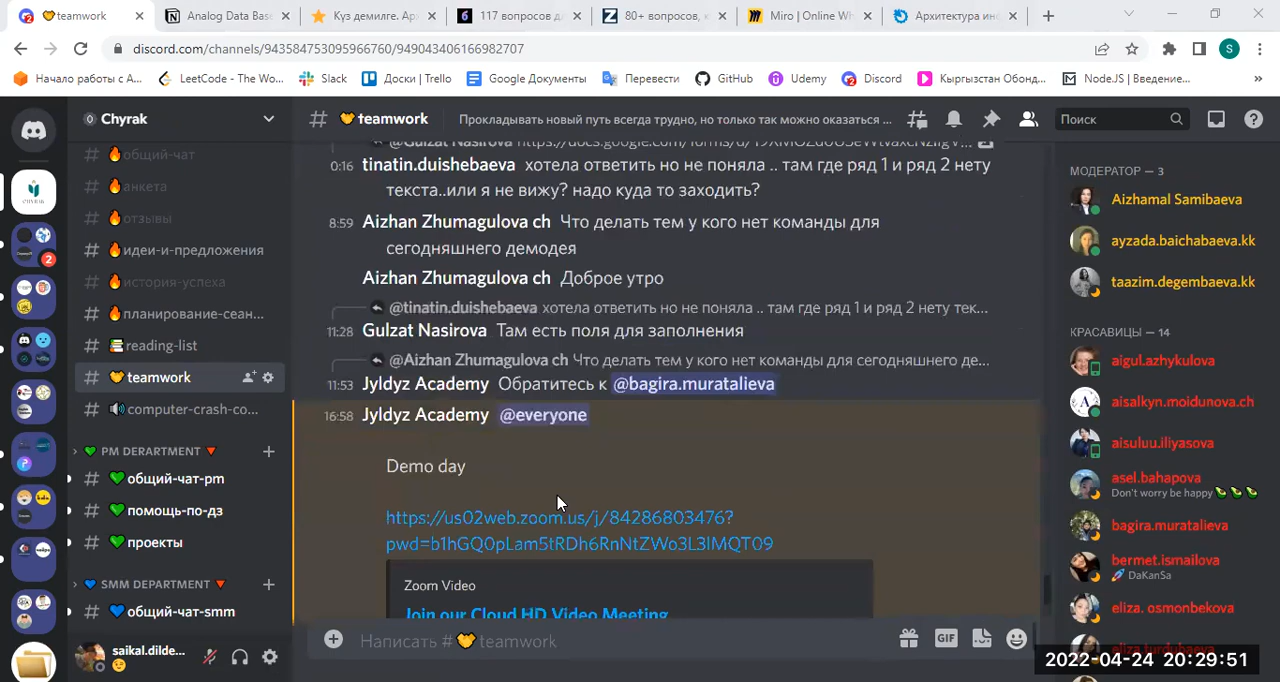 teamwork
Analog Data Bas
Күз демилге. Ар
117 вопросов д
80+ вопросов, к
Miro | Online Wh
Архитектура инф
discord.com/channels/943584753095966760/949043406166982707
S
Начало работы с А...
LeetCode - The Wo...
Slack
Доски | Trello
Google Документы
Перевести
GitHub
Udemy
Discord
Кыргызстан Обонд...
NodeJS | Введение...
Chyrak
teamwork
Прокладывать новый путь всегда трудно, но только так можно оказаться ...
Поиск
общий-чат
анкета
отзывы
идеи-и-предложения
история-успеха
планирование-сеан...
reading-list
teamwork
computer-crash-co...
PM DERARTMENT
общий-чат-pm
помощь-по-дз
проекты
SMM DEPARTMENT
общий-чат-smm
saikal.dilde...
2
0:16 tinatin.duishebaeva хотела ответить но не поняла .. там где ряд 1 и ряд 2 нету
текста..или я не вижу? надо куда то заходить?
8:59 Aizhan Zhumagulova ch Что делать тем у кого нет команды для
сегодняшнего демодея
Aizhan Zhumagulova ch Доброе утро
@tinatin.duishebaeva хотела ответить но не поняла .. там где ряд 1 и ряд 2 нету тек...
11:28 Gulzat Nasirova Там есть поля для заполнения
@Aizhan Zhumagulova ch Что делать тем у кого нет команды для сегодняшнего де...
11:53 Jyldyz Academy Обратитесь к @bagira.muratalieva
16:58 Jyldyz Academy @everyone
Demo day
https://us02web.zoom.us/j/84286803476?
pwd=b1hGQ0pLam5tRDh6RnNtZWo3L3lMQT09
Zoom Video
Join our Cloud HD Video Meeting
Написать # teamwork
GIF
МОДЕРАТОР — 3
Aizhamal Samibaeva
ayzada.baichabaeva.kk
taazim.degembaeva.kk
КРАСАВИЦЫ — 14
aigul.azhykulova
aisalkyn.moidunova.ch
aisuluu.iliyasova
asel.bahapova
Don't worry be happy
bagira.muratalieva
bermet.ismailova
DaKanSa
eliza. osmonbekova
2022-04-24 20:29:51